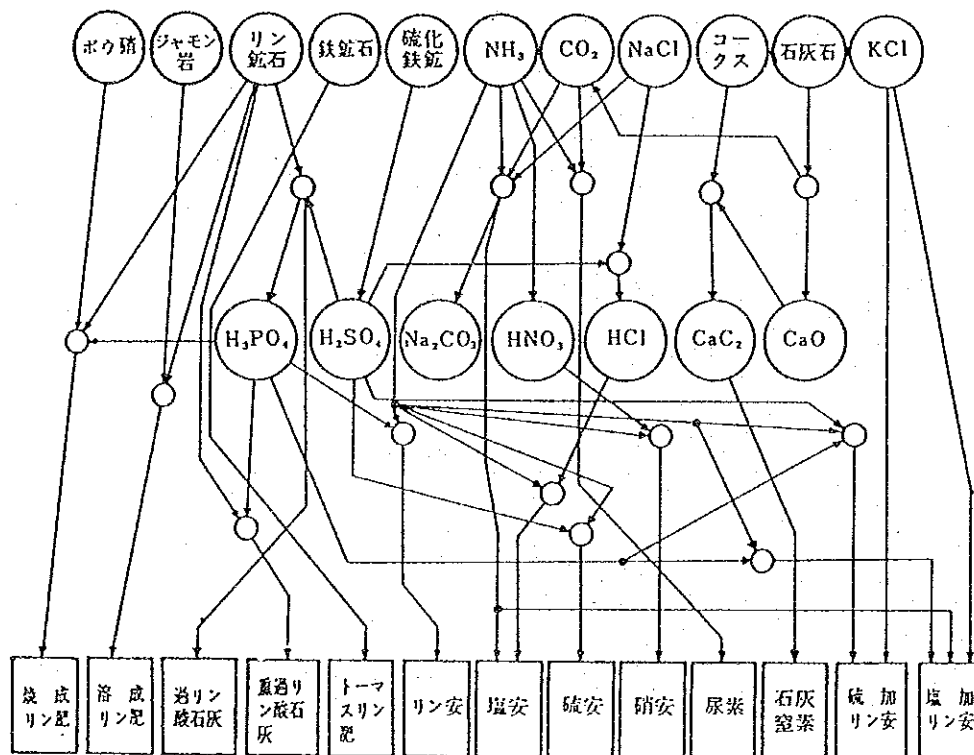 ボウ硝
ジャモン
岩
リン
鉱石
鉄鉱石
硫化
鉄鉱
NH₃
CO₂
NaCl
コー
クス
石灰石
KCl
H₃PO₄
H₂SO₄
Na₂CO₃
HNO₃
HCl
CaC₂
CaO
焼成
リン肥
溶成
リン肥
過リン
酸石灰
重過リ
ン酸石
灰
トーマ
スリン
肥
リン安
塩安
硫安
硝安
尿素
石灰
窒素
硫加
リン安
塩加
リン安